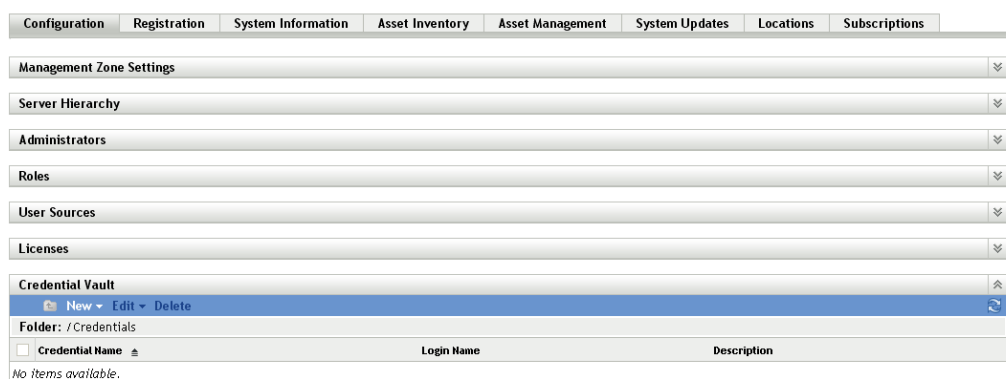 Configuration Registration System Information Asset Inventory Asset Management System Updates Locations Subscriptions
Management Zone Settings
Server Hierarchy
Administrators
Roles
User Sources
Licenses
Credential Vault
New Edit Delete
Folder: / Credentials
Credential Name Login Name Description
No items available.